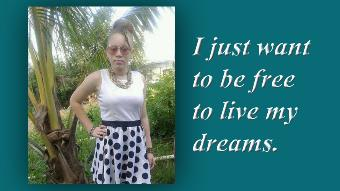 I just want
to be free
to live my
dreams.